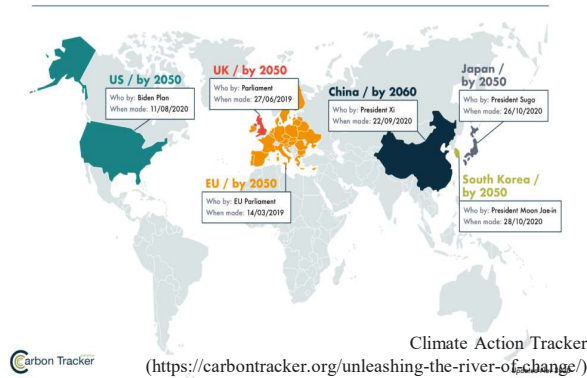 US / by 2050
Who by: Biden Plan
When made: 11/08/2020
UK / by 2050
Who by: Parliament
When made: 27/06/2019
EU / by 2050
Who by: EU Parliament
When made: 14/03/2019
China / by 2060
Who by: President Xi
When made: 22/09/2020
Japan /
by 2050
Who by: President Suga
When made: 26/10/2020
South Korea /
by 2050
Who by: President Moon Jae-in
When made: 28/10/2020
Carbon Tracker
Climate Action Tracker
(https://carbontracker.org/unleashing-the-river-of-change/)